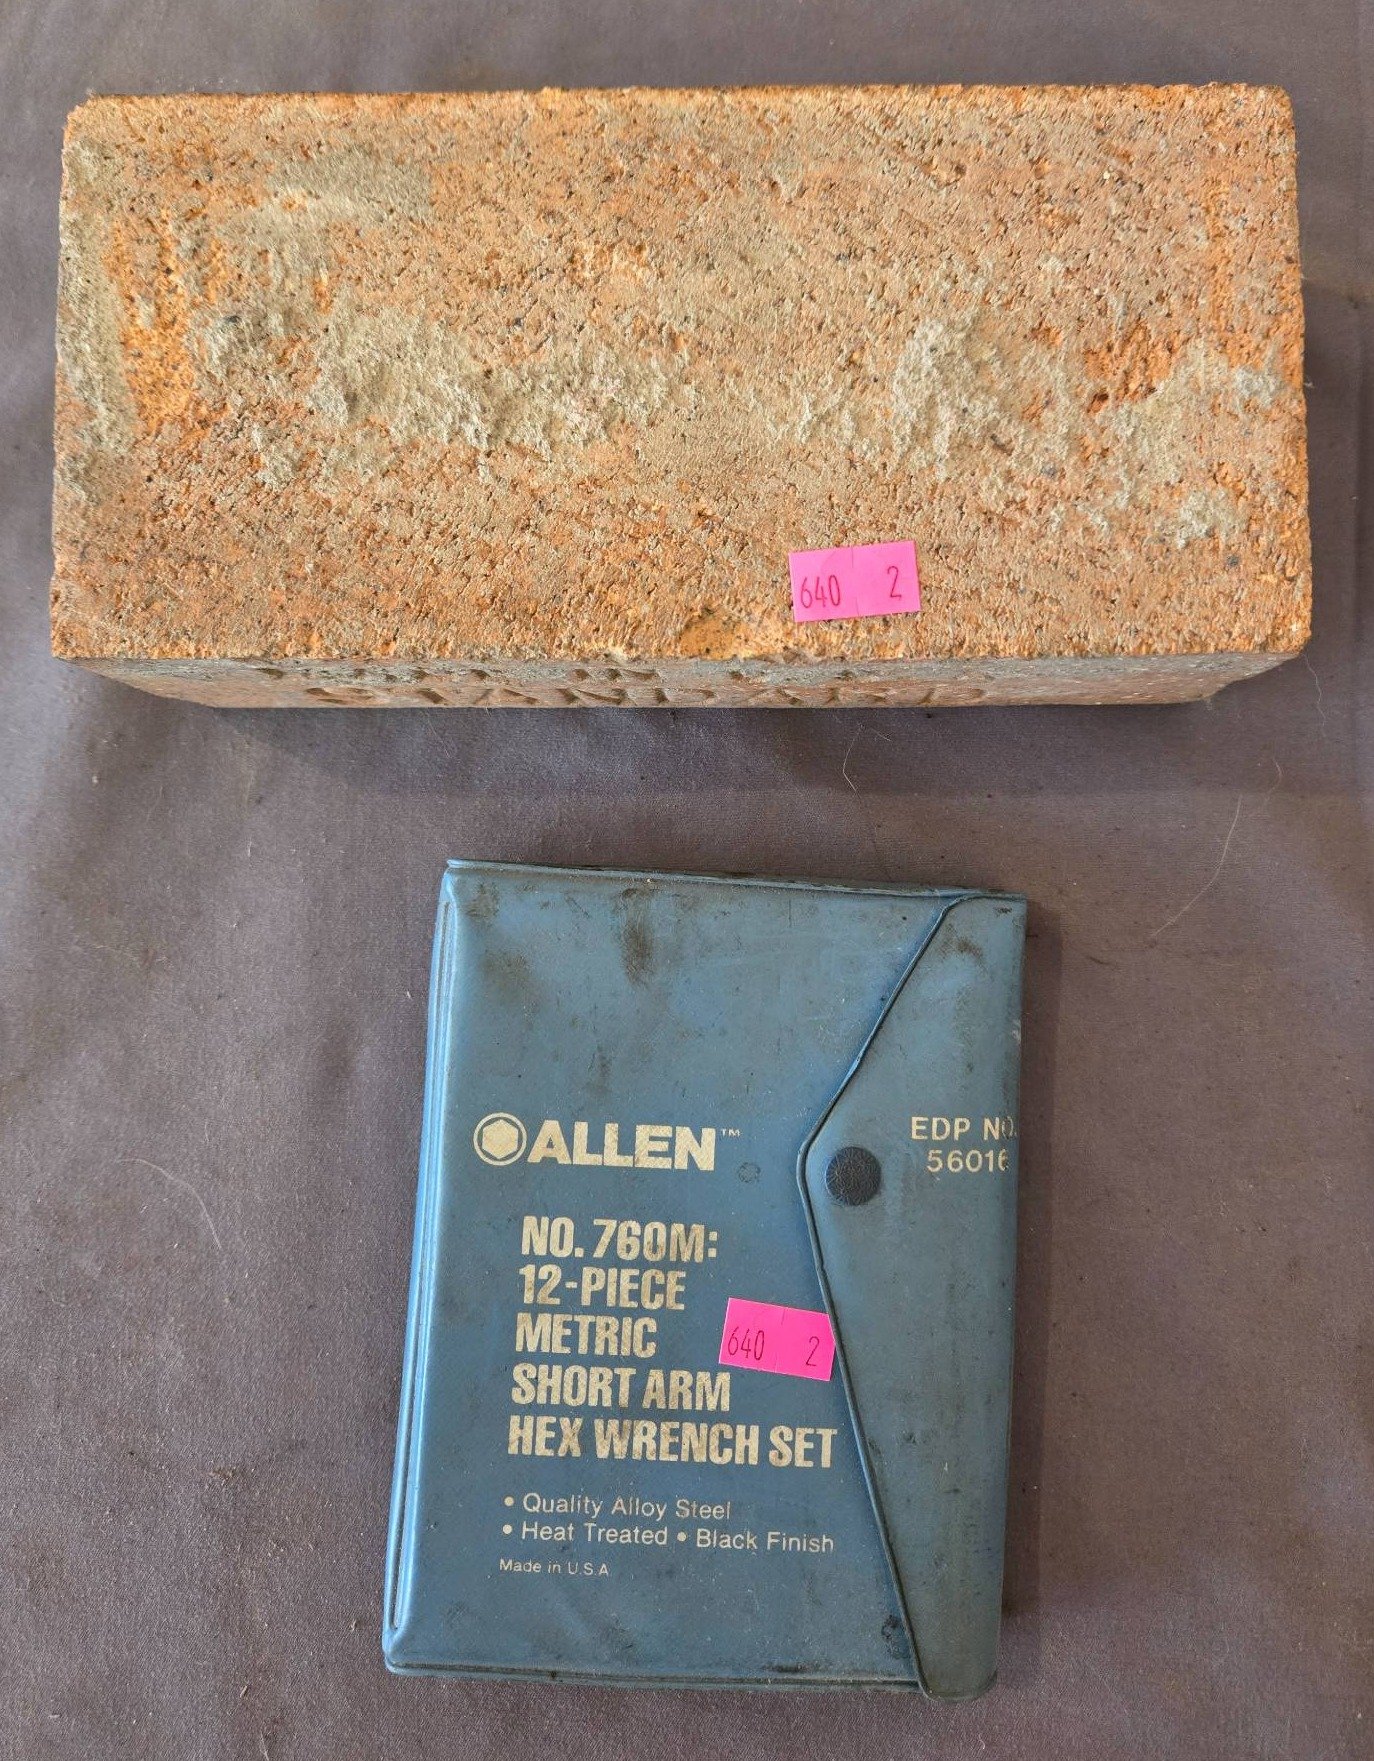 640 2
STANDARD
ALLEN™
EDP NO.
56016
NO. 760M:
12-PIECE
METRIC
SHORT ARM
HEX WRENCH SET
640 2
• Quality Alloy Steel
• Heat Treated • Black Finish
Made in U.S.A